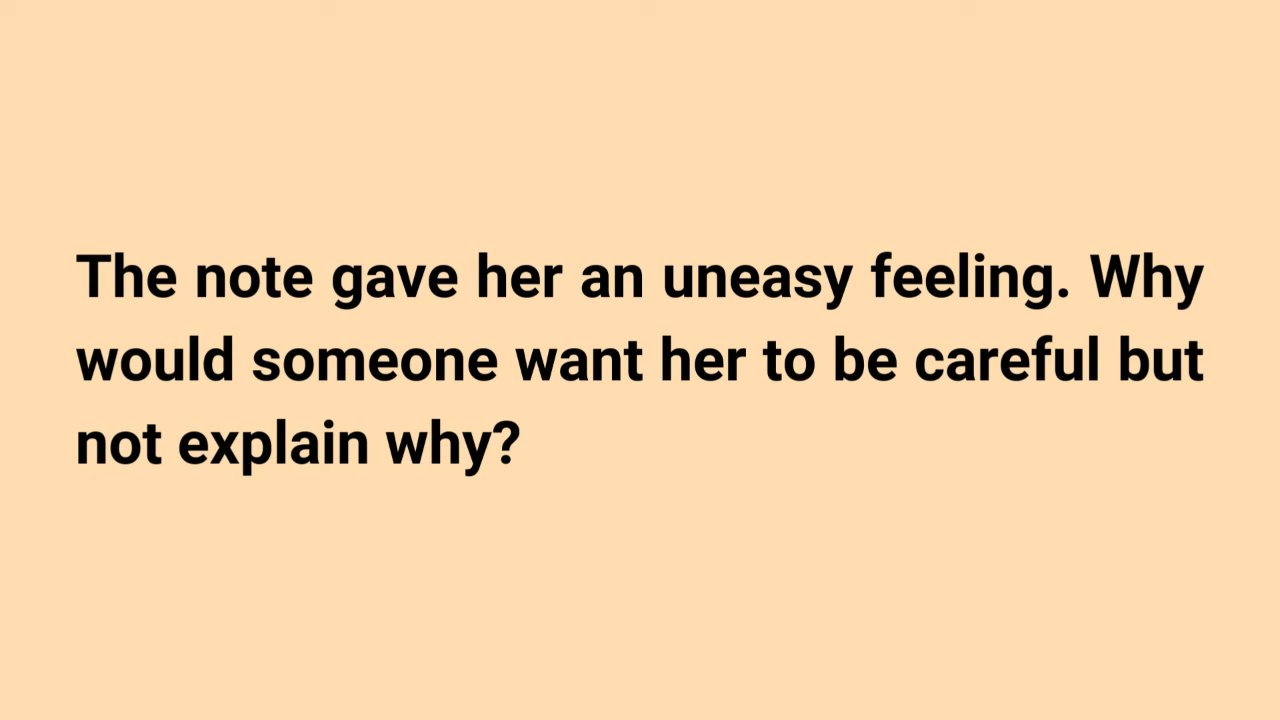 The note gave her an uneasy feeling. Why
would someone want her to be careful but
not explain why?